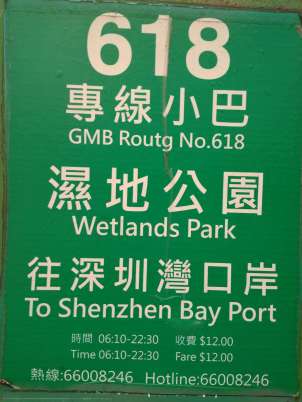 618
專線小巴
GMB Routg No.618
濕地公園
Wetlands Park
往深圳灣口岸
To Shenzhen Bay Port
時間 06:10-22:30 收費 $12.00
Time 06:10-22:30 Fare $12.00
熱線:66008246 Hotline:66008246